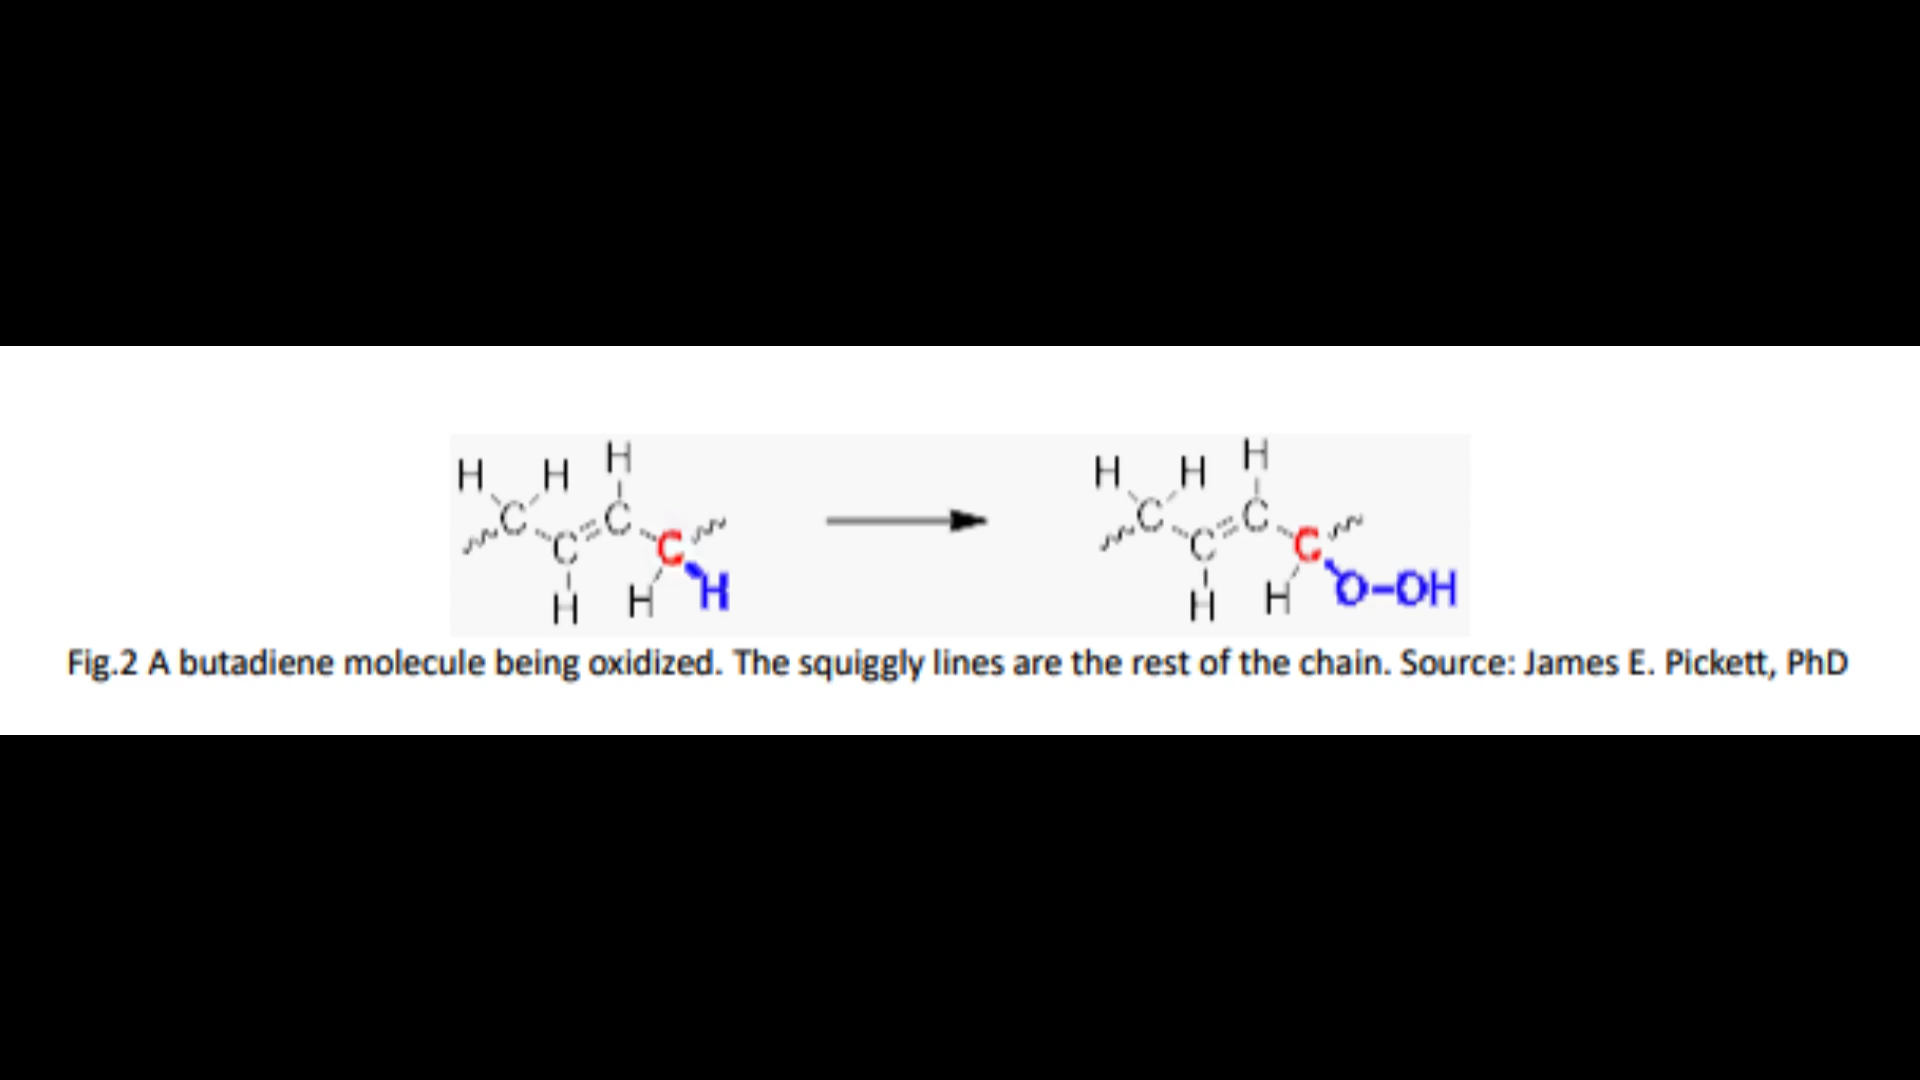 H H H H H H
C C C C C C
C C
H H H H H O-OH
Fig.2 A butadiene molecule being oxidized. The squiggly lines are the rest of the chain. Source: James E. Pickett, PhD